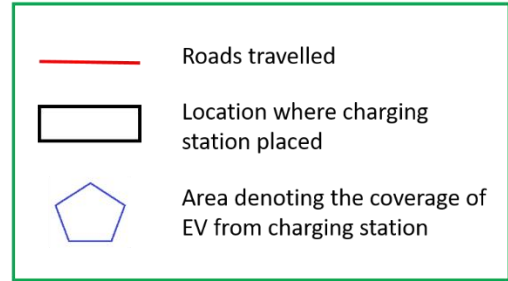 Roads travelled
Location where charging
station placed
Area denoting the coverage of
EV from charging station